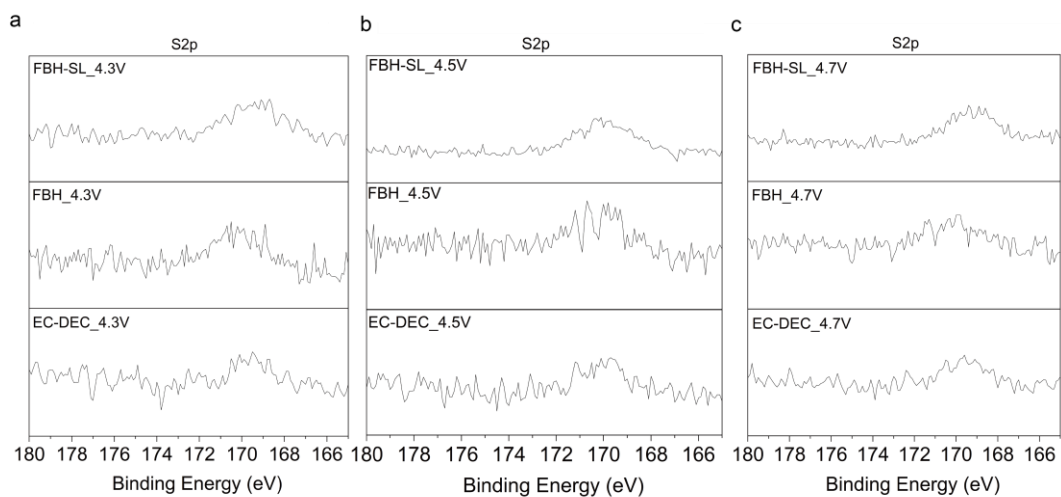 a
S2p
FBH-SL_4.3V
FBH_4.3V
EC-DEC_4.3V
180 178 176 174 172 170 168 166
Binding Energy (eV)
b
S2p
FBH-SL_4.5V
FBH_4.5V
EC-DEC_4.5V
180 178 176 174 172 170 168 166
Binding Energy (eV)
c
S2p
FBH-SL_4.7V
FBH_4.7V
EC-DEC_4.7V
180 178 176 174 172 170 168 166
Binding Energy (eV)